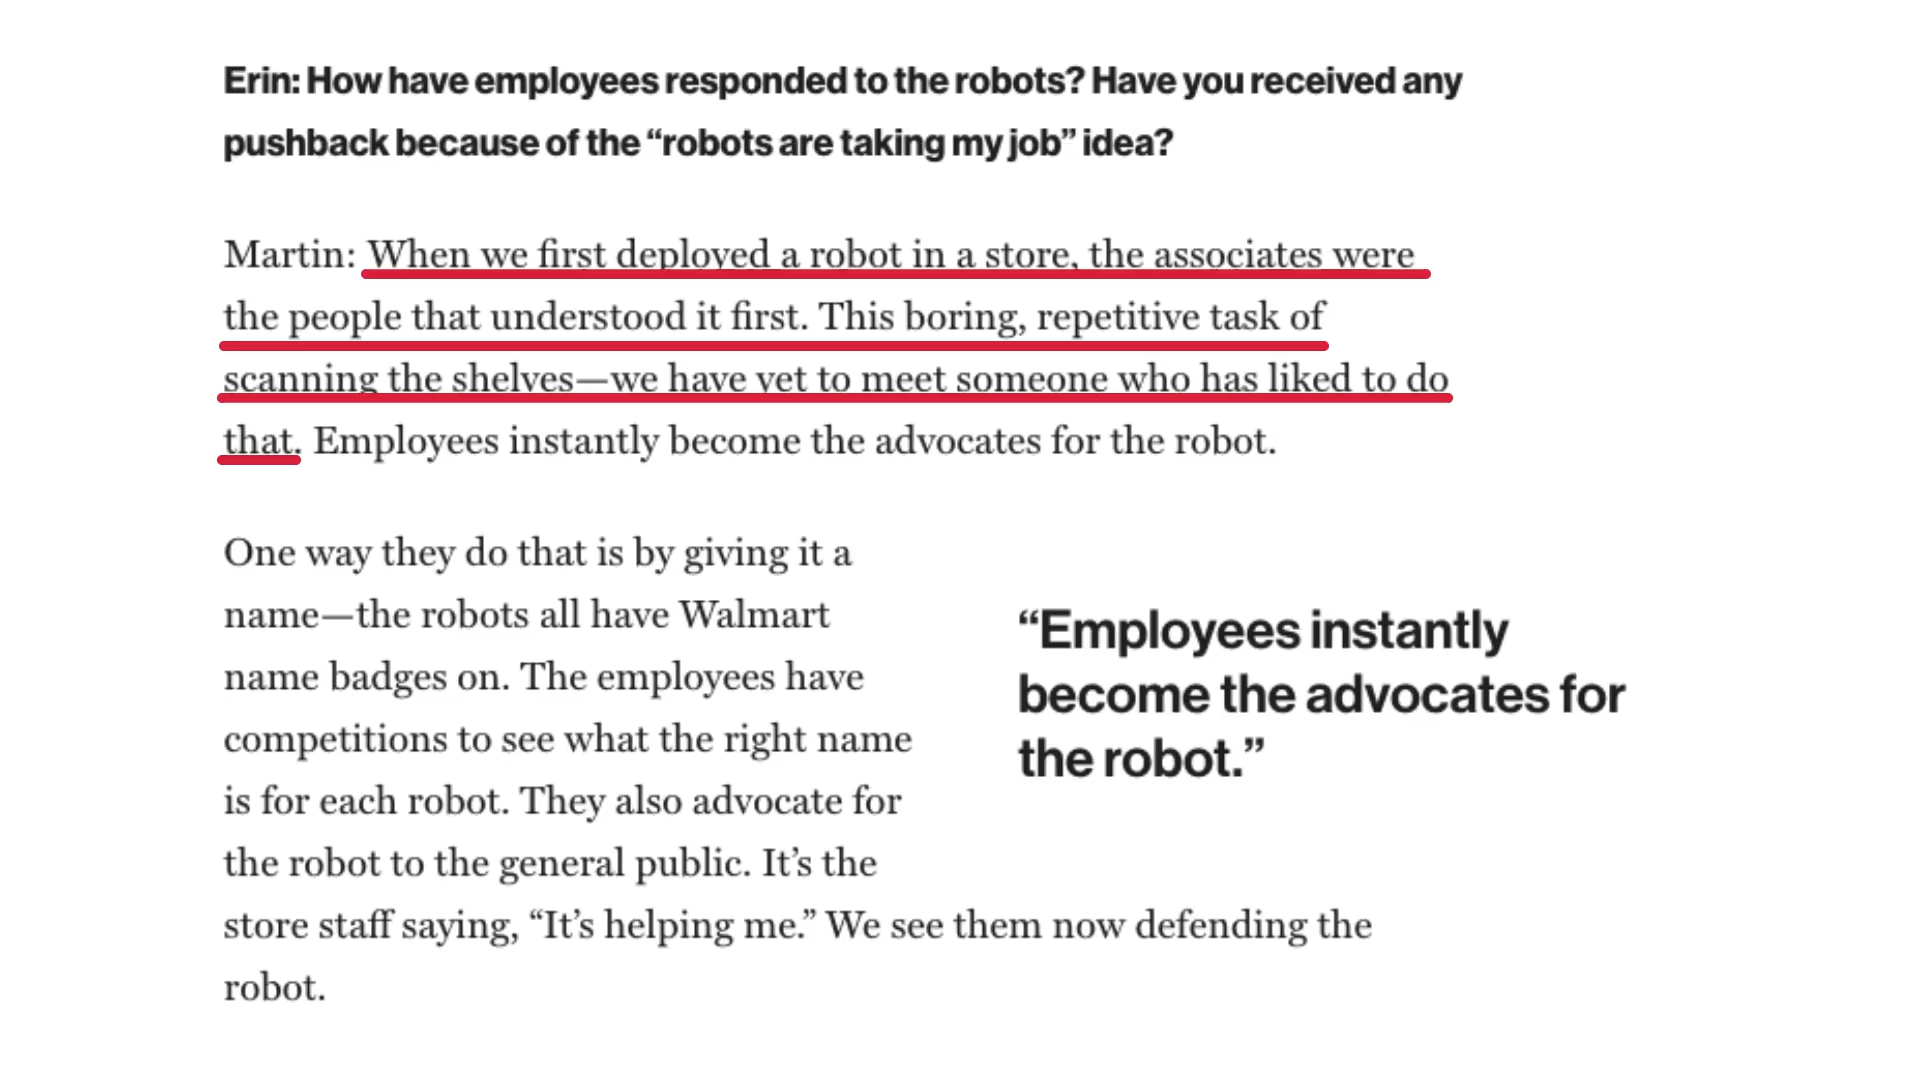 Erin: How have employees responded to the robots? Have you received any
pushback because of the “robots are taking my job” idea?
Martin: When we first deployed a robot in a store, the associates were
the people that understood it first. This boring, repetitive task of
scanning the shelves—we have yet to meet someone who has liked to do
that. Employees instantly become the advocates for the robot.
One way they do that is by giving it a
name—the robots all have Walmart
name badges on. The employees have
competitions to see what the right name
is for each robot. They also advocate for
the robot to the general public. It’s the
store staff saying, “It’s helping me.” We see them now defending the
robot.
“Employees instantly
become the advocates for
the robot.”